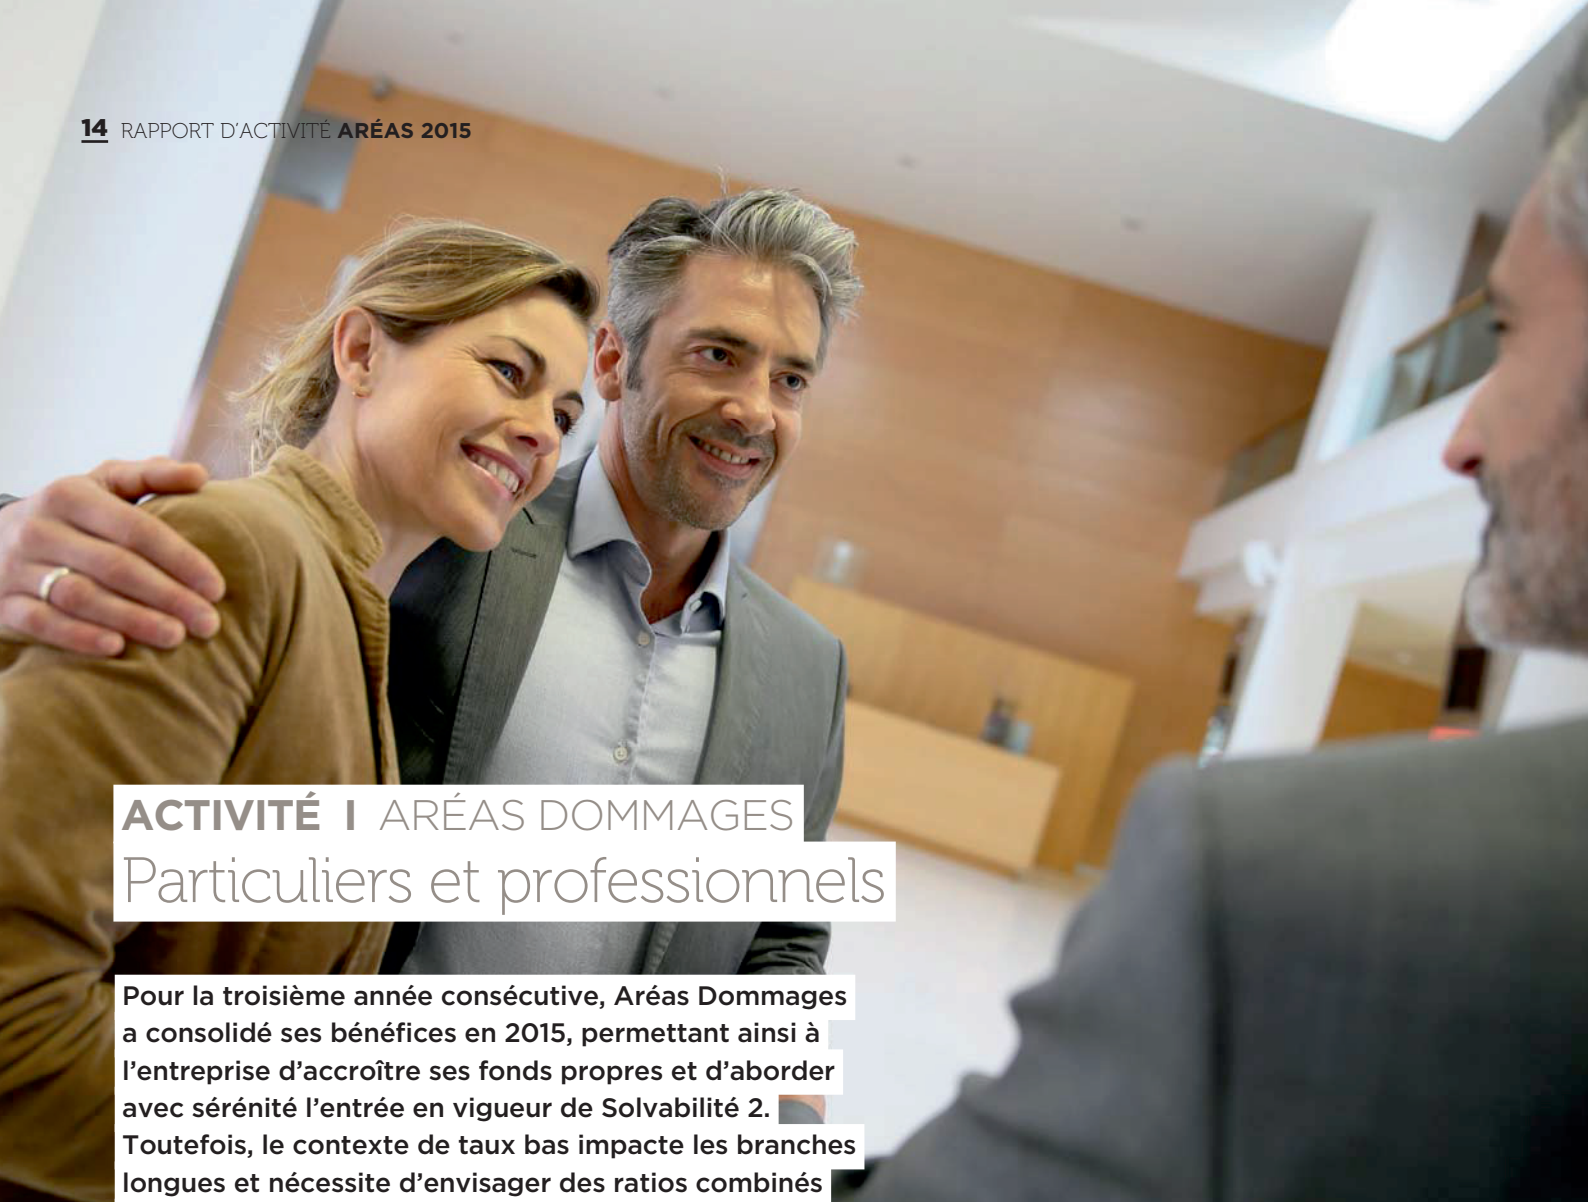 14 RAPPORT D'ACTIVITÉ ARÉAS 2015
ACTIVITÉ I ARÉAS DOMMAGES
Particuliers et professionnels
Pour la troisième année consécutive, Aréas Dommages
a consolidé ses bénéfices en 2015, permettant ainsi à
l'entreprise d'accroître ses fonds propres et d'aborder
avec sérénité l'entrée en vigueur de Solvabilité 2.
Toutefois, le contexte de taux bas impacte les branches
longues et nécessite d'envisager des ratios combinés